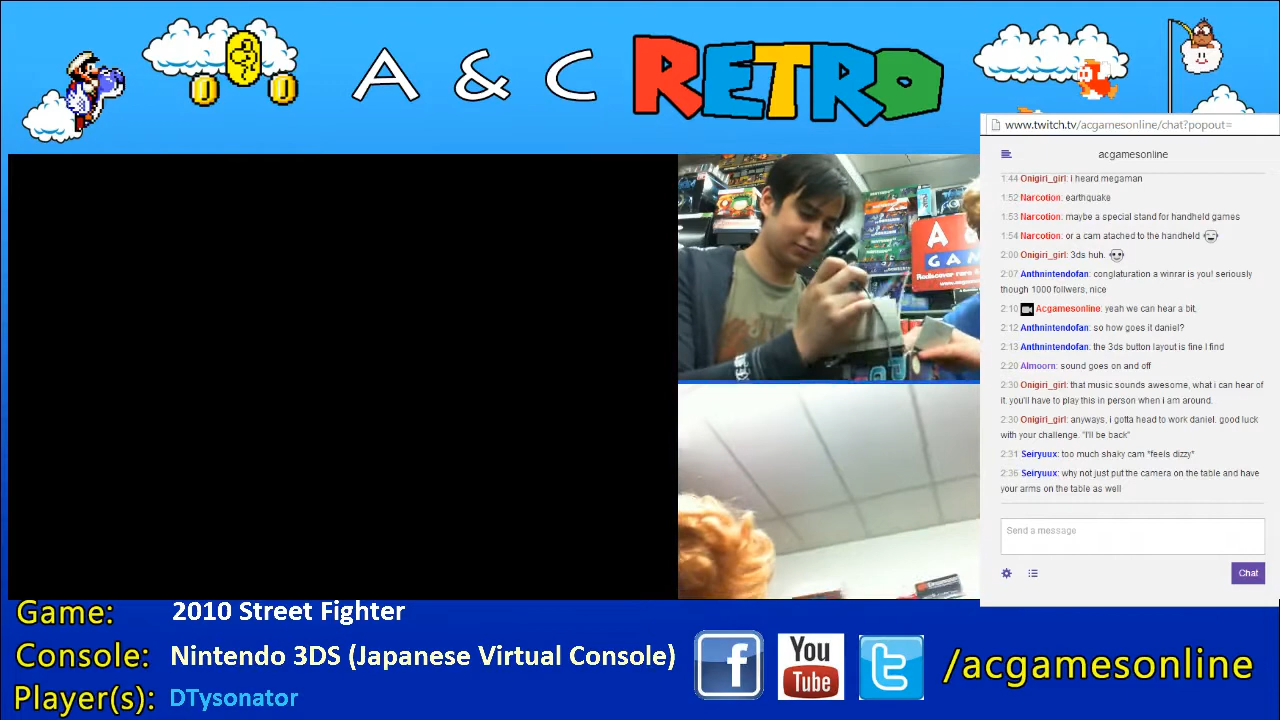 A & C RETRO
www.twitch.tv/acgamesonline/chat?popout=
acgamesonline
1:44 Onigiri_girl: i heard megaman
1:52 Narcotion: earthquake
1:53 Narcotion: maybe a special stand for handheld games
1:54 Narcotion: or a cam atached to the handheld
2:00 Onigiri_girl: 3ds huh.
2:07 Anthnintendofan: conglaturation a winrar is you! seriously
though 1000 follwers, nice
2:10 Acgamesonline: yeah we can hear a bit,
2:12 Anthnintendofan: so how goes it daniel?
2:13 Anthnintendofan: the 3ds button layout is fine I find
2:20 Almoorn: sound goes on and off
2:30 Onigiri_girl: that music sounds awesome, what i can hear of
it. you'll have to play this in person when i am around.
2:30 Onigiri_girl: anyways, i gotta head to work daniel. good luck
with your challenge. "I'll be back"
2:31 Seiryuux: too much shaky cam *feels dizzy*
2:36 Seiryuux: why not just put the camera on the table and have
your arms on the table as well
Send a message
Chat
A
GAM
Game: 2010 Street Fighter
Console: Nintendo 3DS (Japanese Virtual Console)
Player(s): DTysonator
f You Tube t /acgamesonline